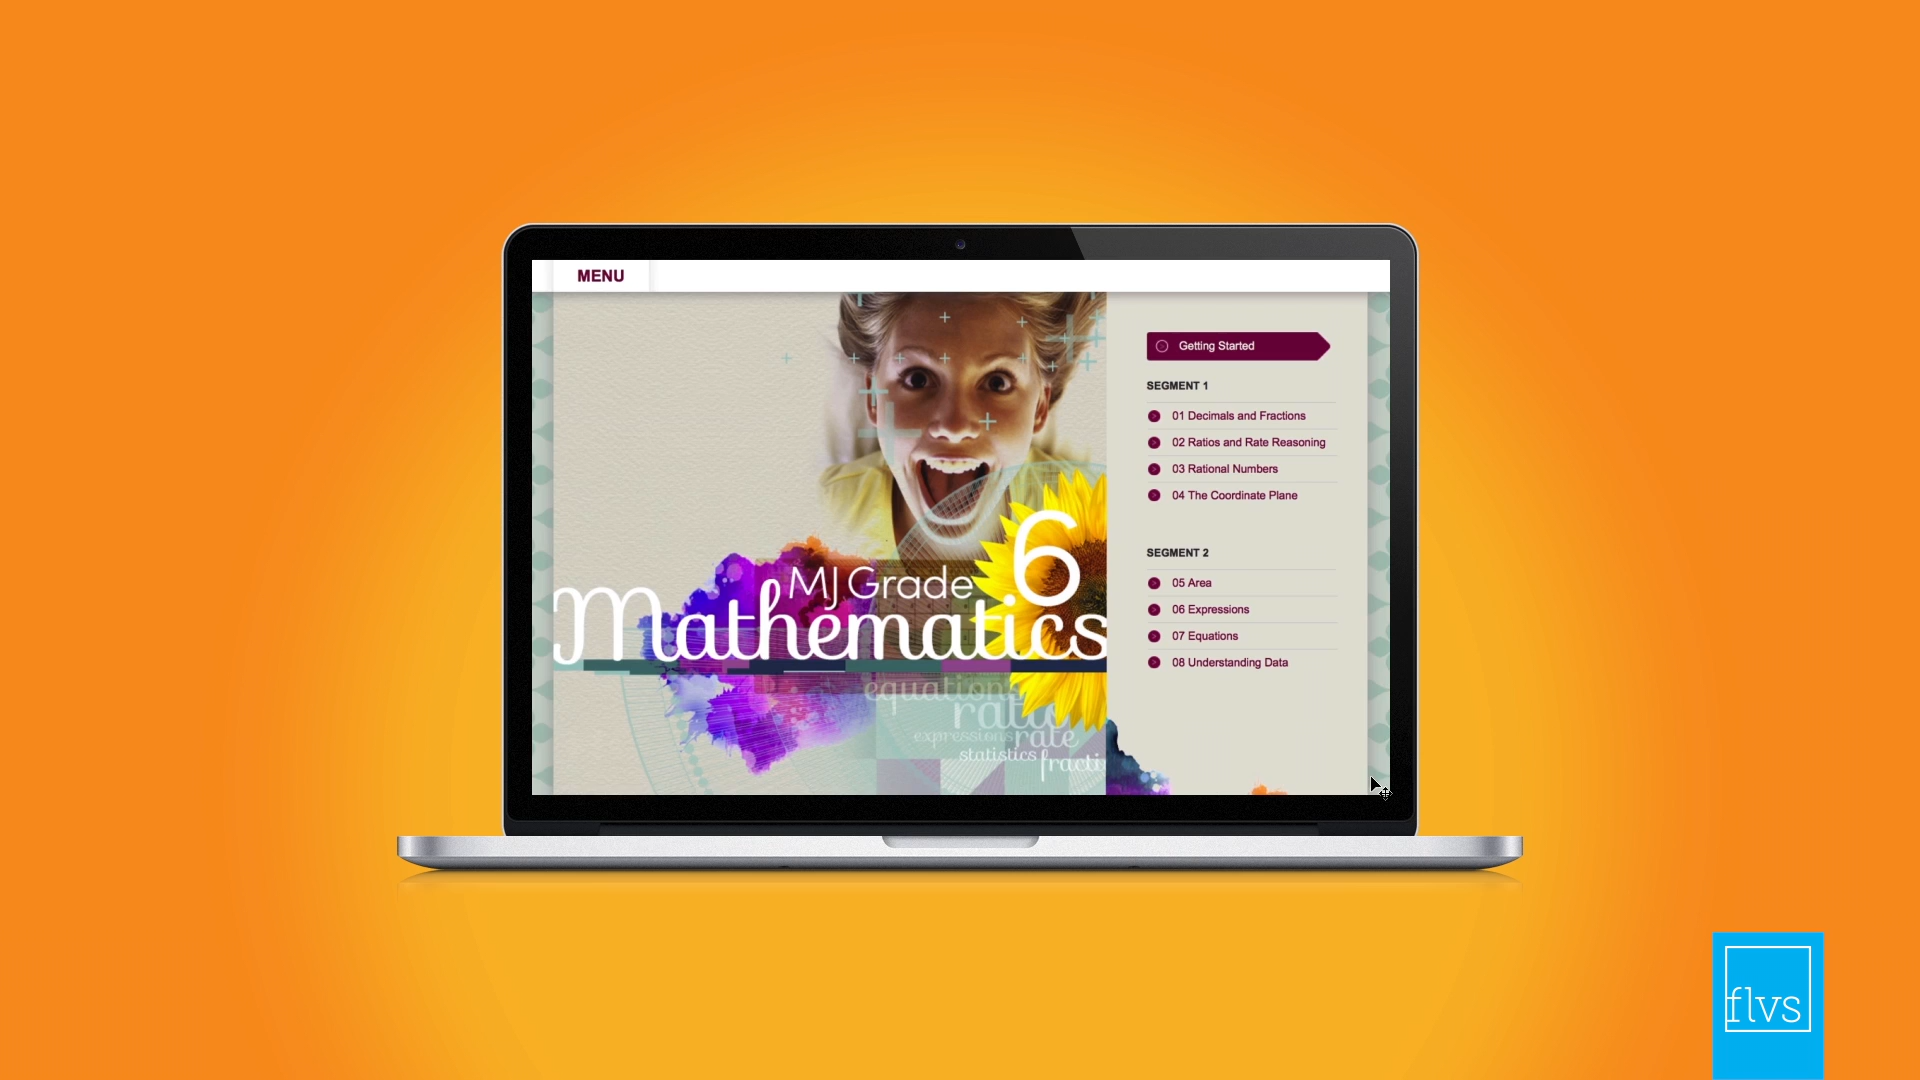 MENU
MJ Grade 6
Mathematics
equations
ratio
expressions rate
statistics fracti
Getting Started
SEGMENT 1
01 Decimals and Fractions
02 Ratios and Rate Reasoning
03 Rational Numbers
04 The Coordinate Plane
SEGMENT 2
05 Area
06 Expressions
07 Equations
08 Understanding Data
flvs